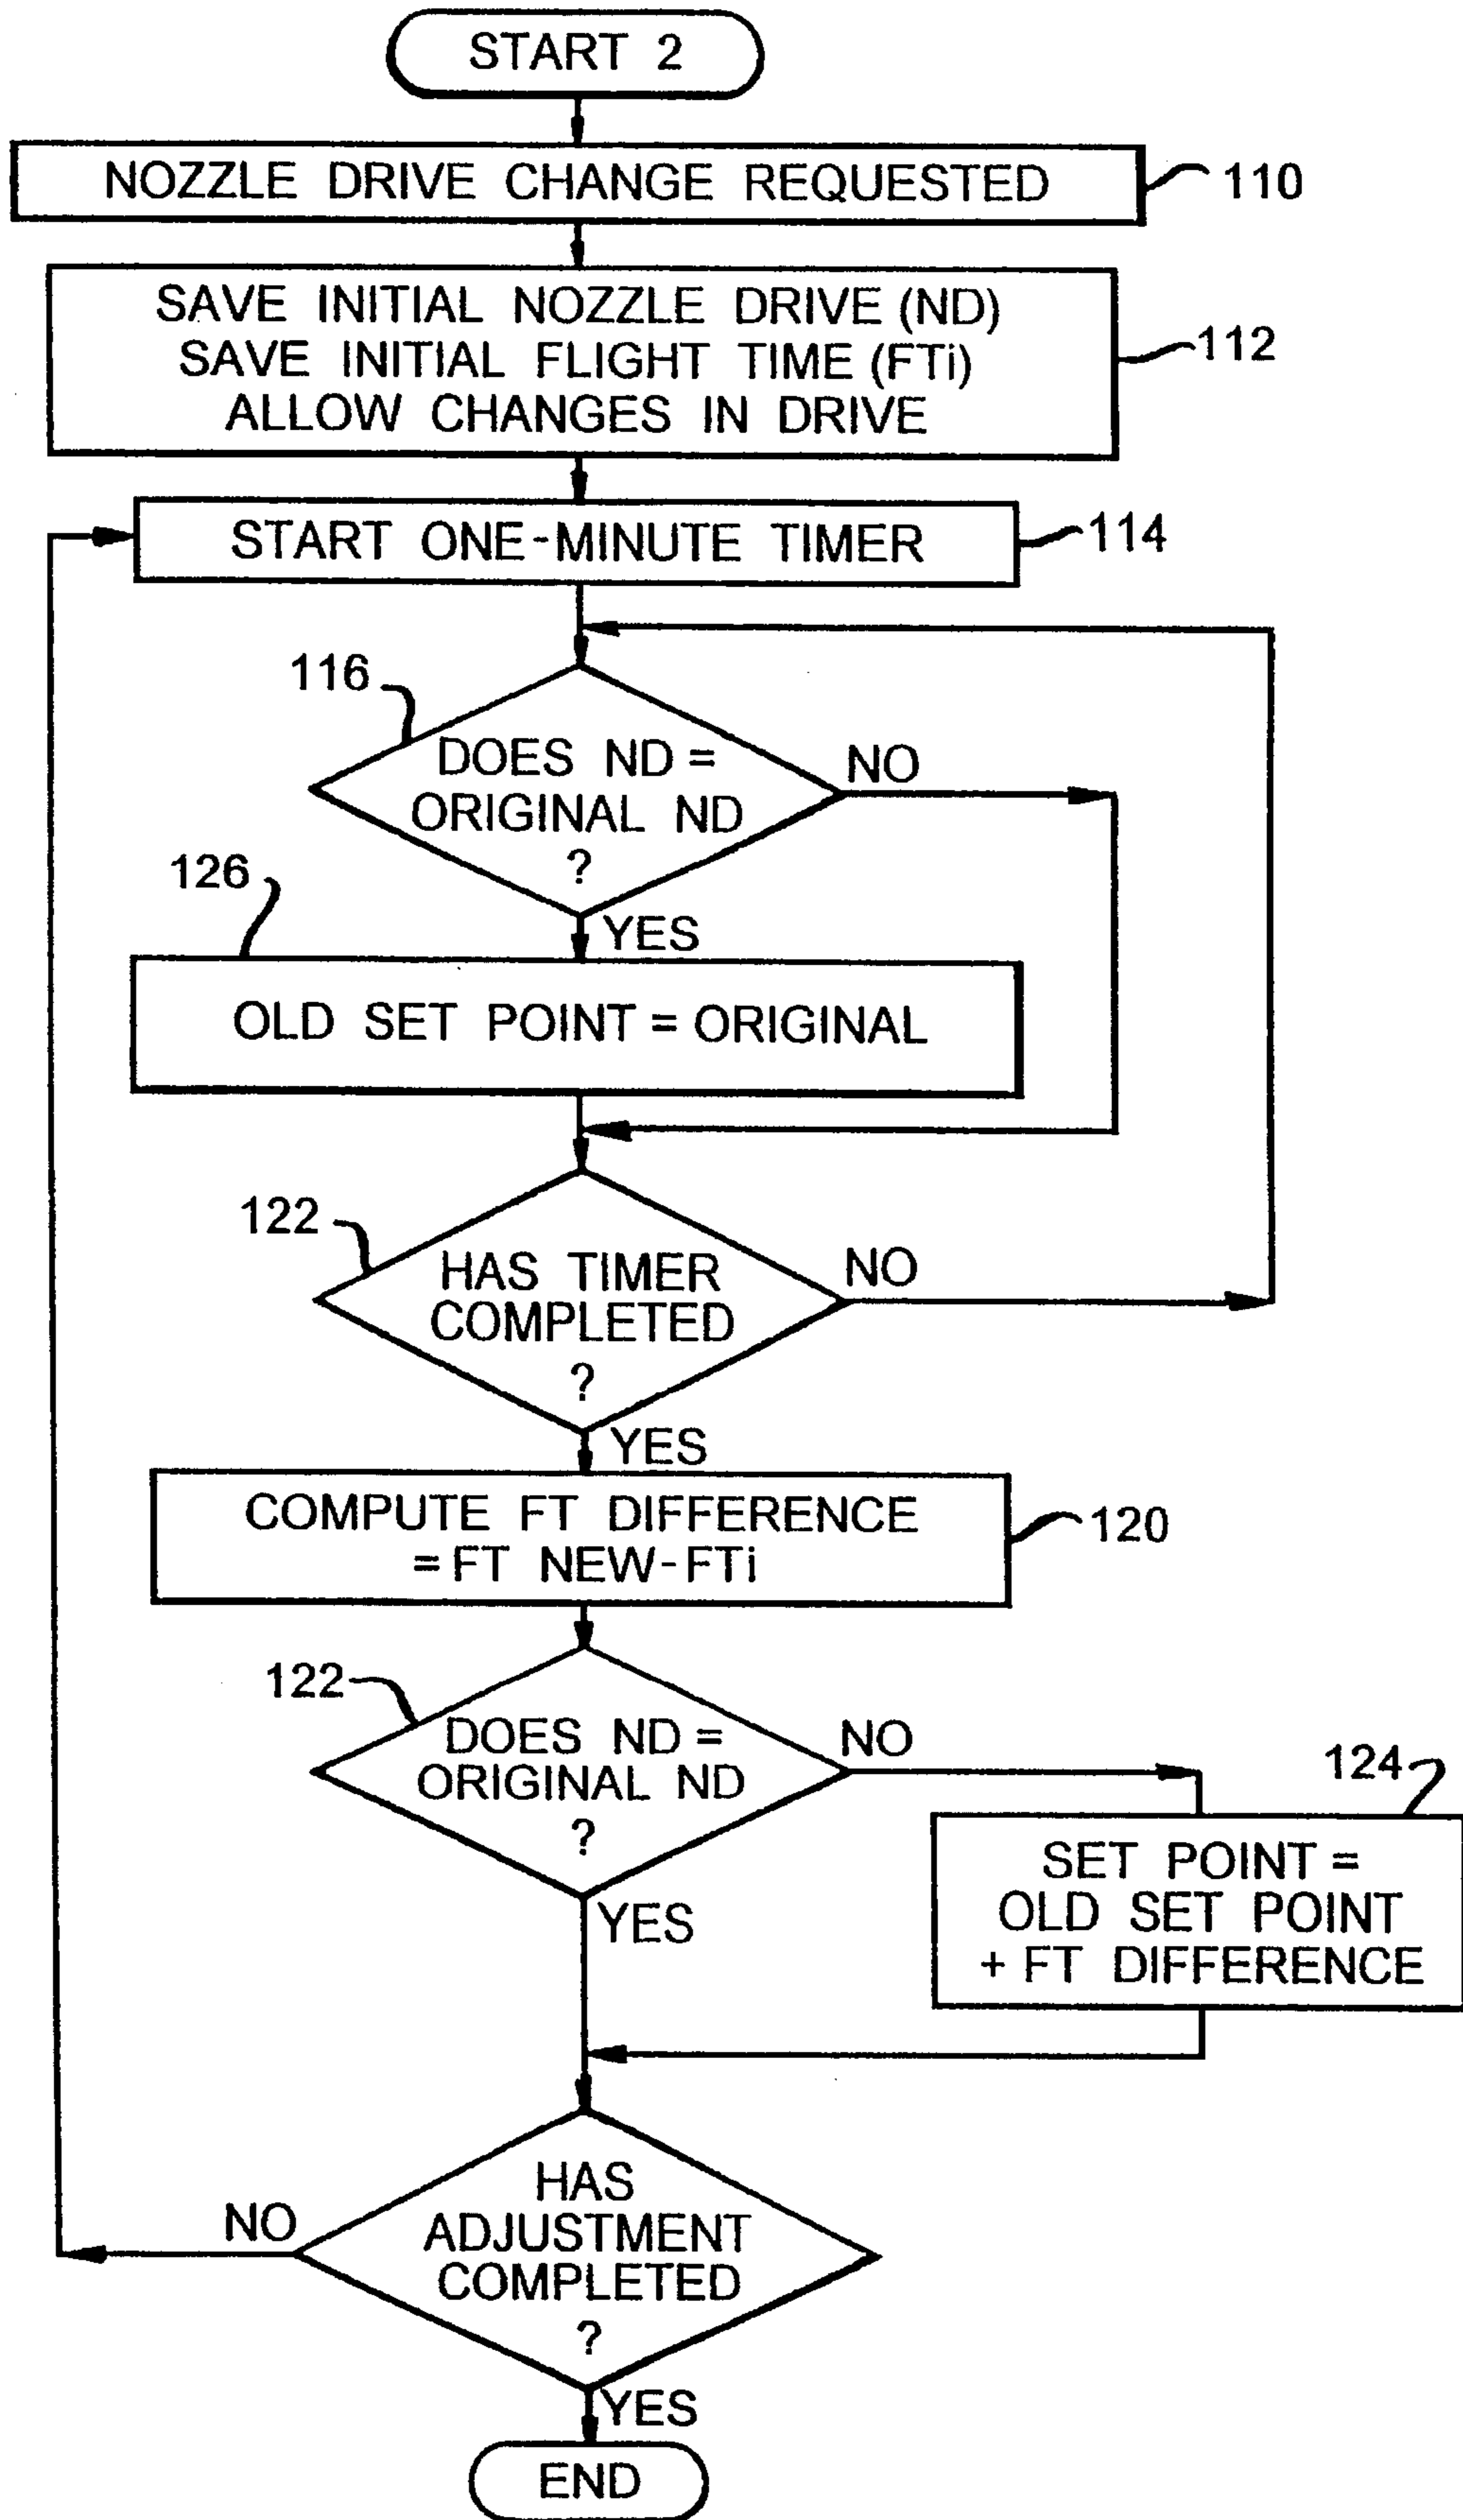 START 2
NOZZLE DRIVE CHANGE REQUESTED
110
SAVE INITIAL NOZZLE DRIVE (ND)
SAVE INITIAL FLIGHT TIME (FTi)
ALLOW CHANGES IN DRIVE
112
START ONE-MINUTE TIMER
114
116
DOES ND =
ORIGINAL ND
?
NO
YES
126
OLD SET POINT = ORIGINAL
122
HAS TIMER
COMPLETED
?
NO
YES
COMPUTE FT DIFFERENCE
= FT NEW-FTi
120
122
DOES ND =
ORIGINAL ND
?
NO
YES
124
SET POINT =
OLD SET POINT
+ FT DIFFERENCE
HAS
ADJUSTMENT
COMPLETED
?
NO
YES
END